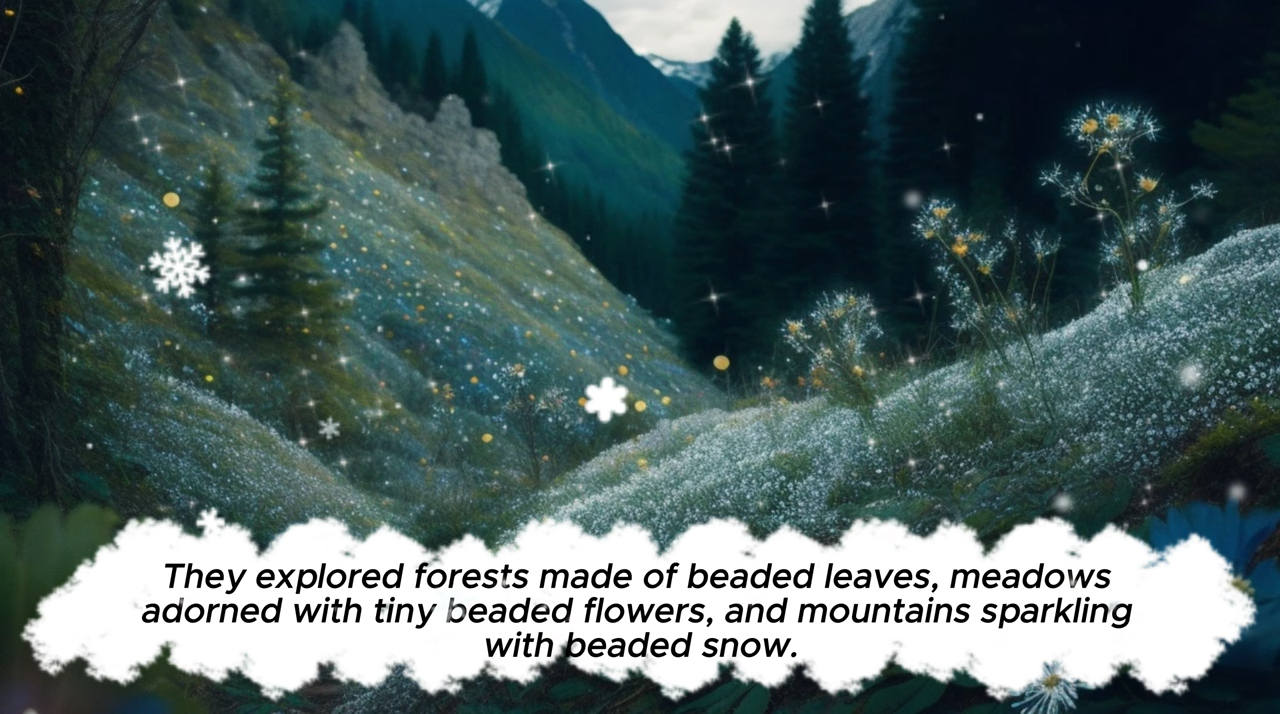 They explored forests made of beaded leaves, meadows
adorned with tiny beaded flowers, and mountains sparkling
with beaded snow.